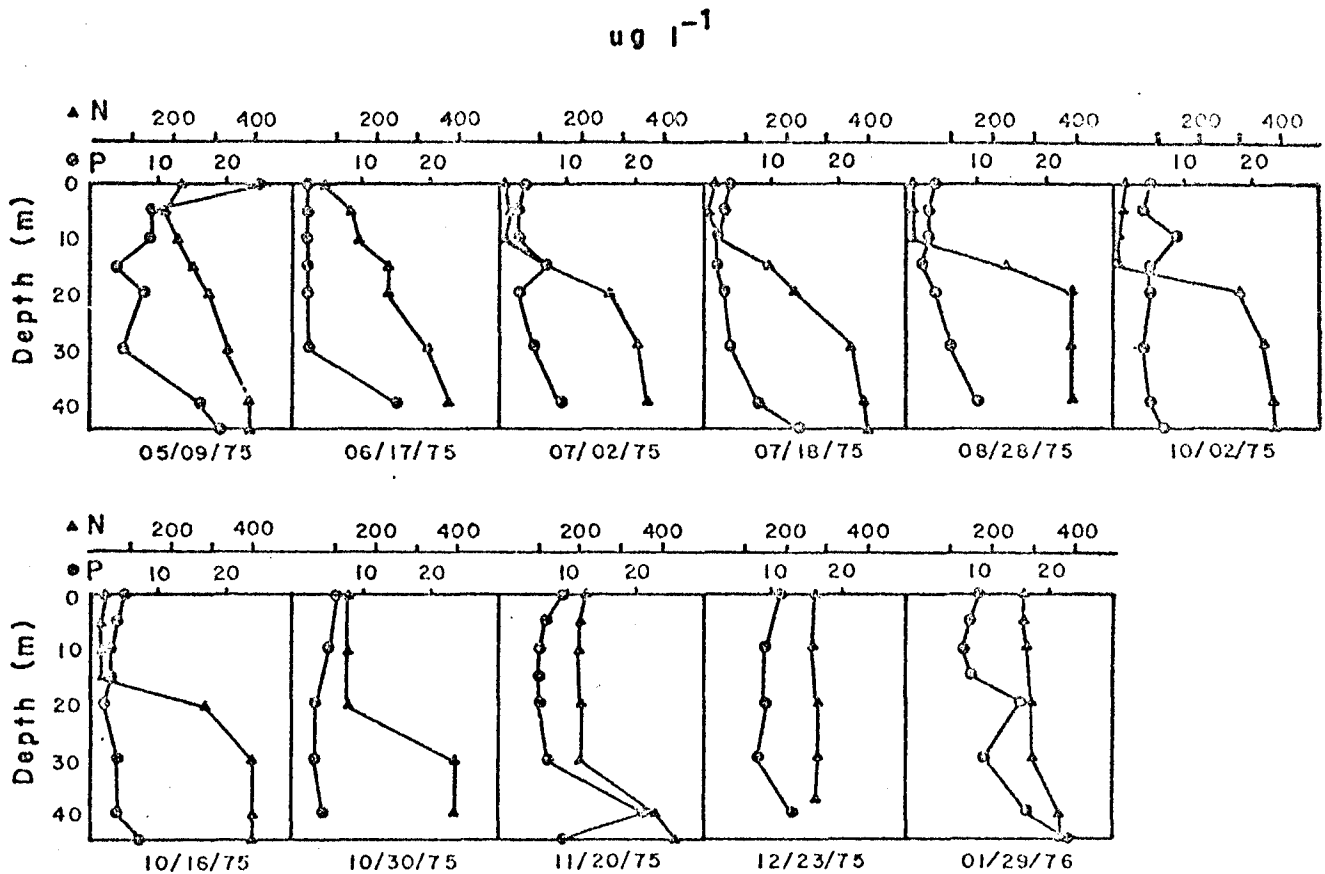 ug l⁻¹
▲ N 200 400 200 400 200 400 200 400 200 400 200 400
⊙ P 10 20 10 20 10 20 10 20 10 20 10 20
Depth (m)
0
10
20
30
40
05/09/75 06/17/75 07/02/75 07/18/75 08/28/75 10/02/75
▲ N 200 400 200 400 200 400 200 400 200 400
⊙ P 10 20 10 20 10 20 10 20 10 20
Depth (m)
0
10
20
30
40
10/16/75 10/30/75 11/20/75 12/23/75 01/29/76